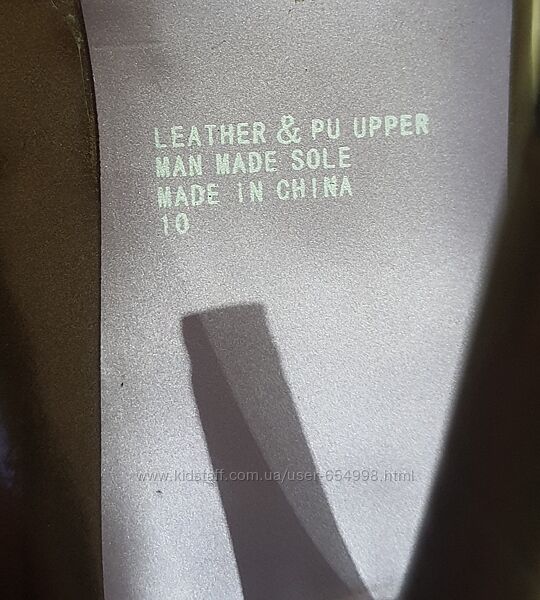 LEATHER & PU UPPER
MAN MADE SOLE
MADE IN CHINA
10
www.kidstaff.com.ua/user-654998.html